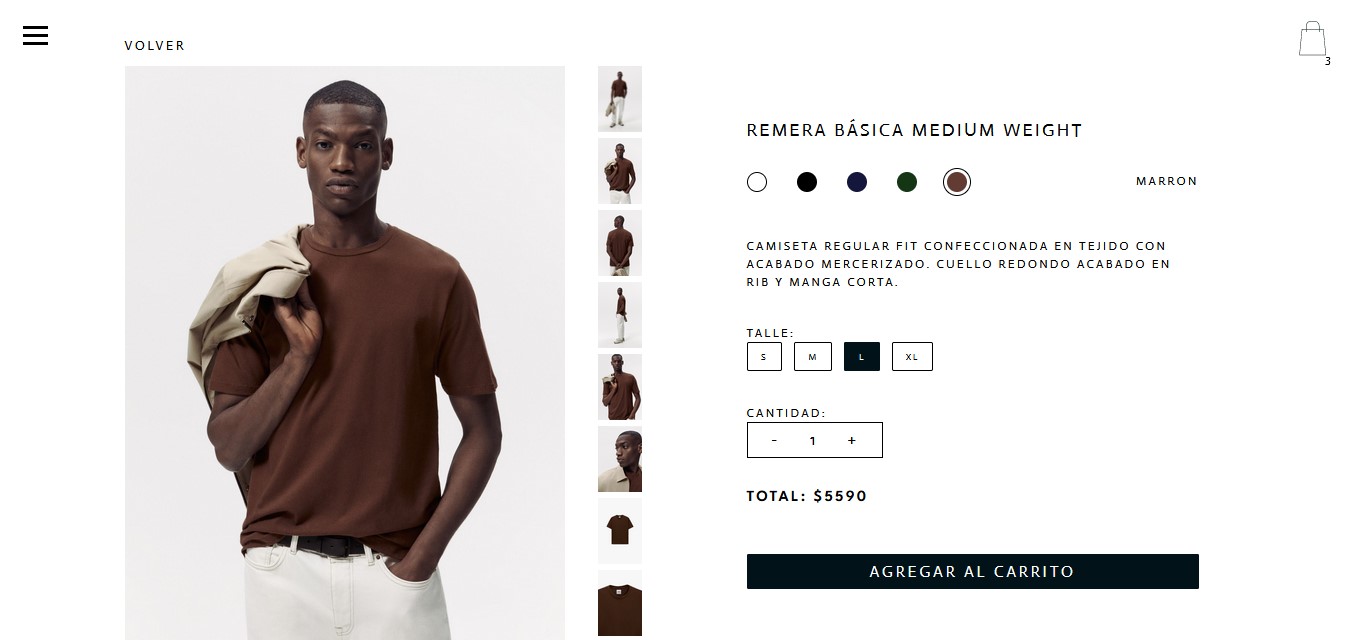 VOLVER
3
REMERA BÁSICA MEDIUM WEIGHT
MARRON
CAMISETA REGULAR FIT CONFECCIONADA EN TEJIDO CON
ACABADO MERCERIZADO. CUELLO REDONDO ACABADO EN
RIB Y MANGA CORTA.
TALLE:
S M L XL
CANTIDAD:
- 1 +
TOTAL: $5590
AGREGAR AL CARRITO